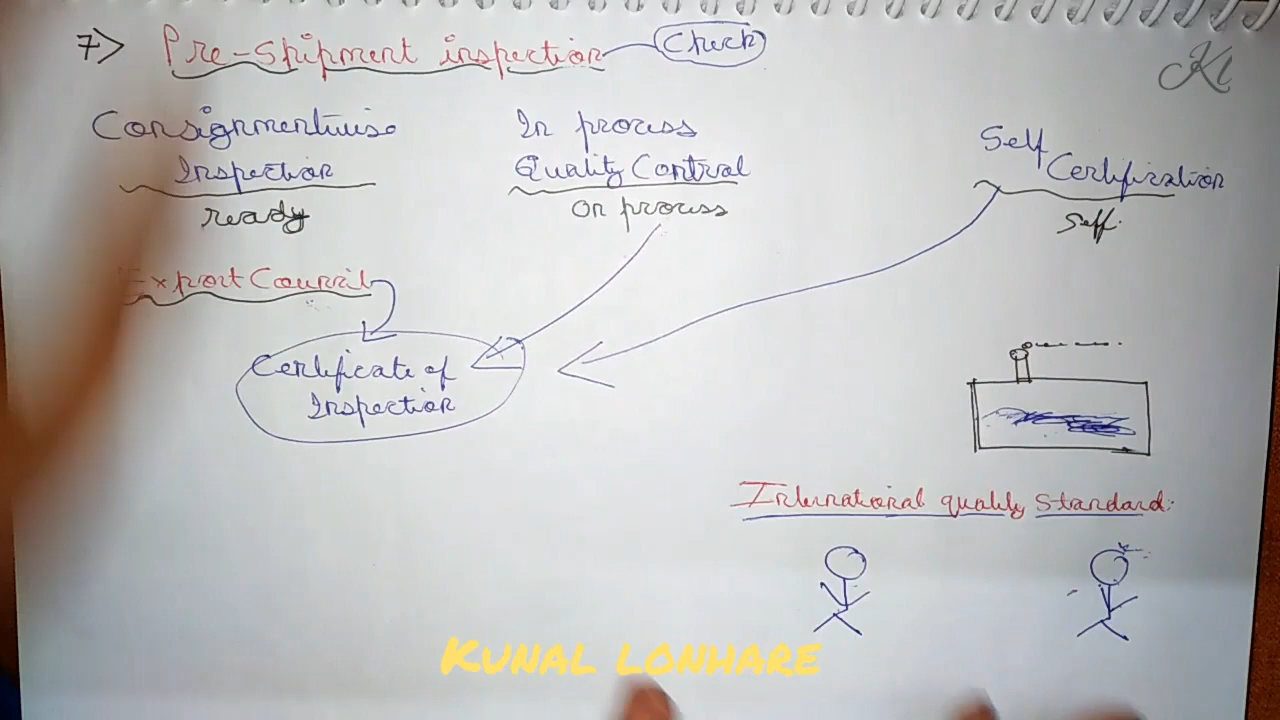 7> Pre-Shipment inspection Check
Kl
Consignmentwise
Inspection
ready
In process
Quality Control
On process
Self
Certification
Self.
Export Council
Certificate of
Inspection
International quality standard:
KUNAL LONHARE